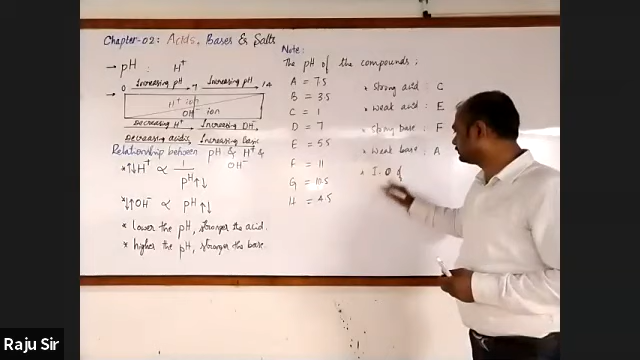 Chapter-02: Acids, Bases & Salts
→ pH : H⁺
→ 0 Increasing pH 7 Increasing pH 14
H⁺ ion
OH⁻ ion
Decreasing H⁺ Increasing OH⁻
Decreasing acidic Increasing basic
Relationship between pH & H⁺ &
OH⁻
↑↓H⁺ ∝ 1/pH↑↓
↓↑OH⁻ ∝ pH↑↓
* lower the pH, stronger the acid.
* higher the pH, stronger the base.
Note:
The pH of the compounds;
A = 7.5
B = 3.5
C = 1
D = 7
E = 5.5
F = 11
G = 10.5
H = 4.5
* strong acid : C
* weak acid : E
* strong base : F
* weak base : A
* I. O of
Raju Sir